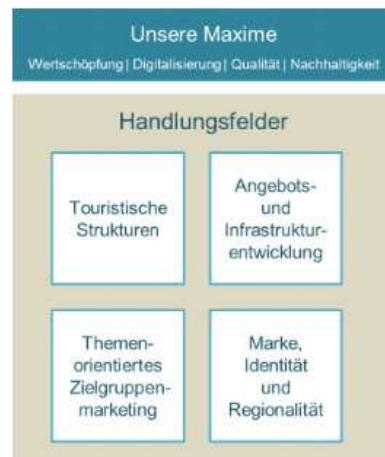 Unsere Maxime
Wertschöpfung | Digitalisierung | Qualität | Nachhaltigkeit
Handlungsfelder
Touristische
Strukturen
Angebots-
und
Infrastruktur-
entwicklung
Themen-
orientiertes
Zielgruppen-
marketing
Marke,
Identität
und
Regionalität